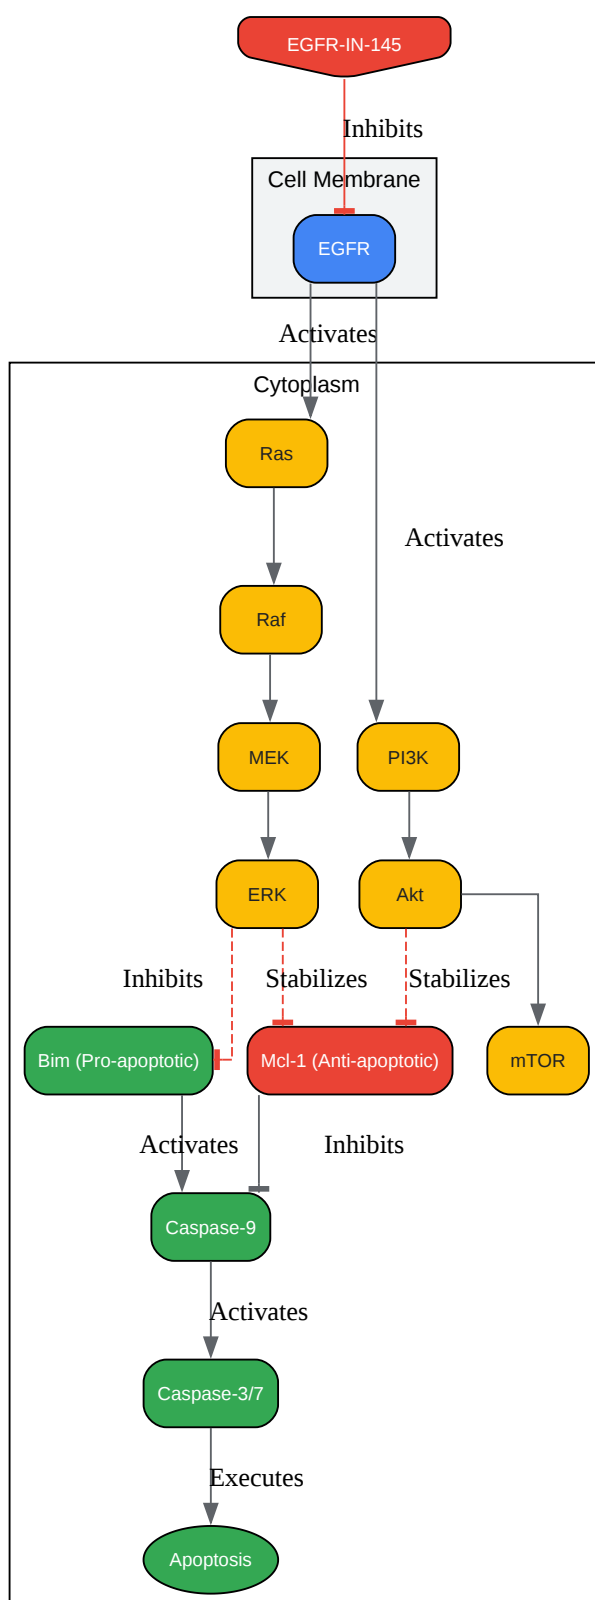 EGFR-IN-145
Inhibits
Cell Membrane
EGFR
Activates
Cytoplasm
Ras
Activates
Raf
MEK
PI3K
ERK
Akt
Inhibits
Stabilizes
Stabilizes
Bim (Pro-apoptotic)
Mcl-1 (Anti-apoptotic)
mTOR
Activates
Inhibits
Caspase-9
Activates
Caspase-3/7
Executes
Apoptosis